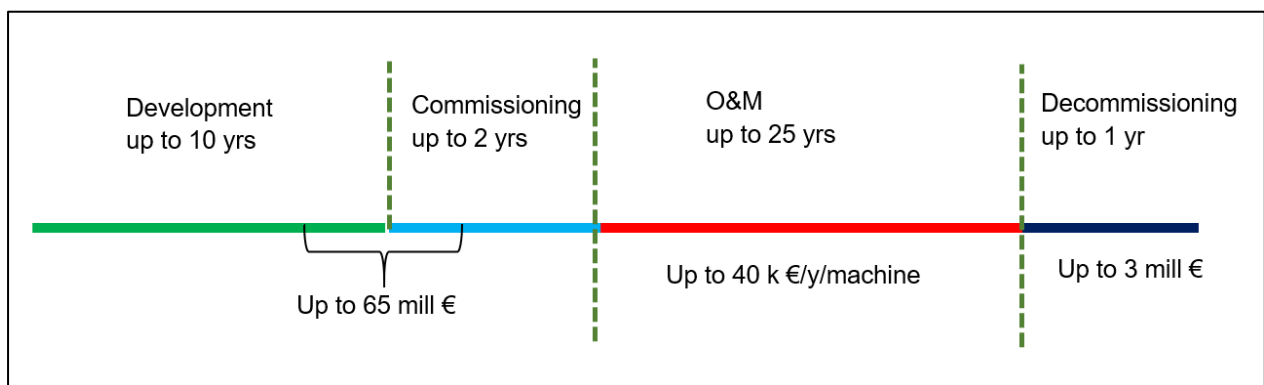 Development
up to 10 yrs
Commissioning
up to 2 yrs
O&M
up to 25 yrs
Decommissioning
up to 1 yr
Up to 65 mill €
Up to 40 k €/y/machine
Up to 3 mill €